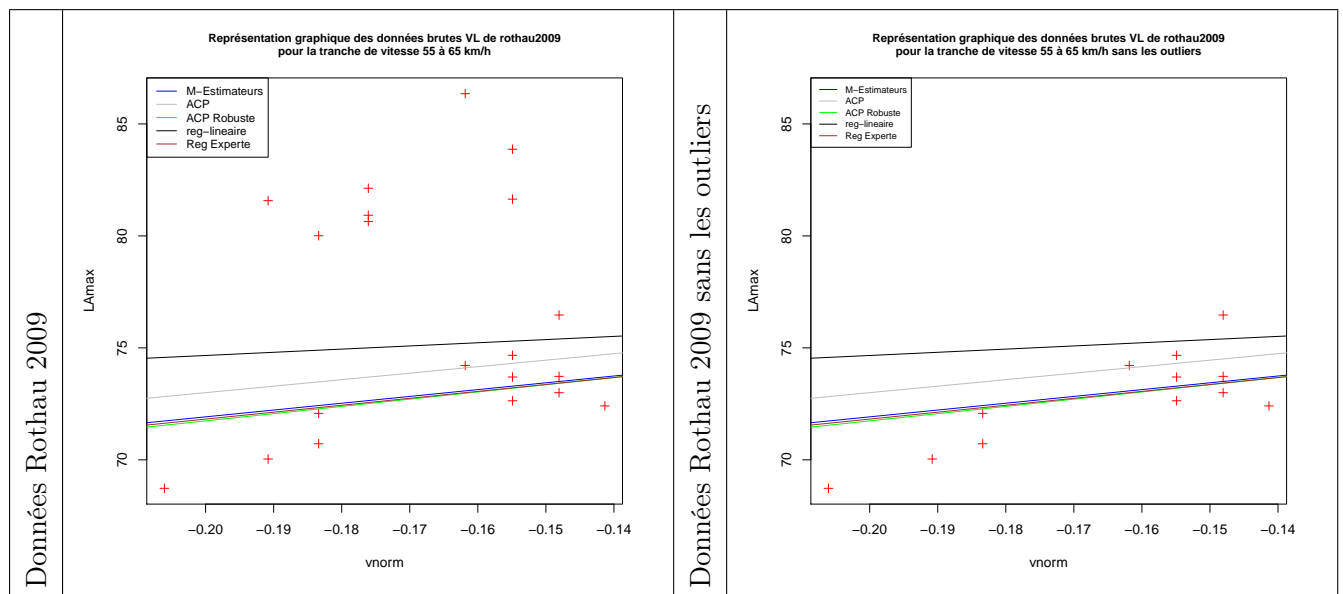 Données Rothau 2009
Représentation graphique des données brutes VL de rothau2009
pour la tranche de vitesse 55 à 65 km/h
M−Estimateurs
ACP
ACP Robuste
reg−lineaire
Reg Experte
85
80
75
70
LAmax
−0.20 −0.19 −0.18 −0.17 −0.16 −0.15 −0.14
vnorm
Données Rothau 2009 sans les outliers
Représentation graphique des données brutes VL de rothau2009
pour la tranche de vitesse 55 à 65 km/h sans les outliers
M−Estimateurs
ACP
ACP Robuste
reg−lineaire
Reg Experte
85
80
75
70
LAmax
−0.20 −0.19 −0.18 −0.17 −0.16 −0.15 −0.14
vnorm